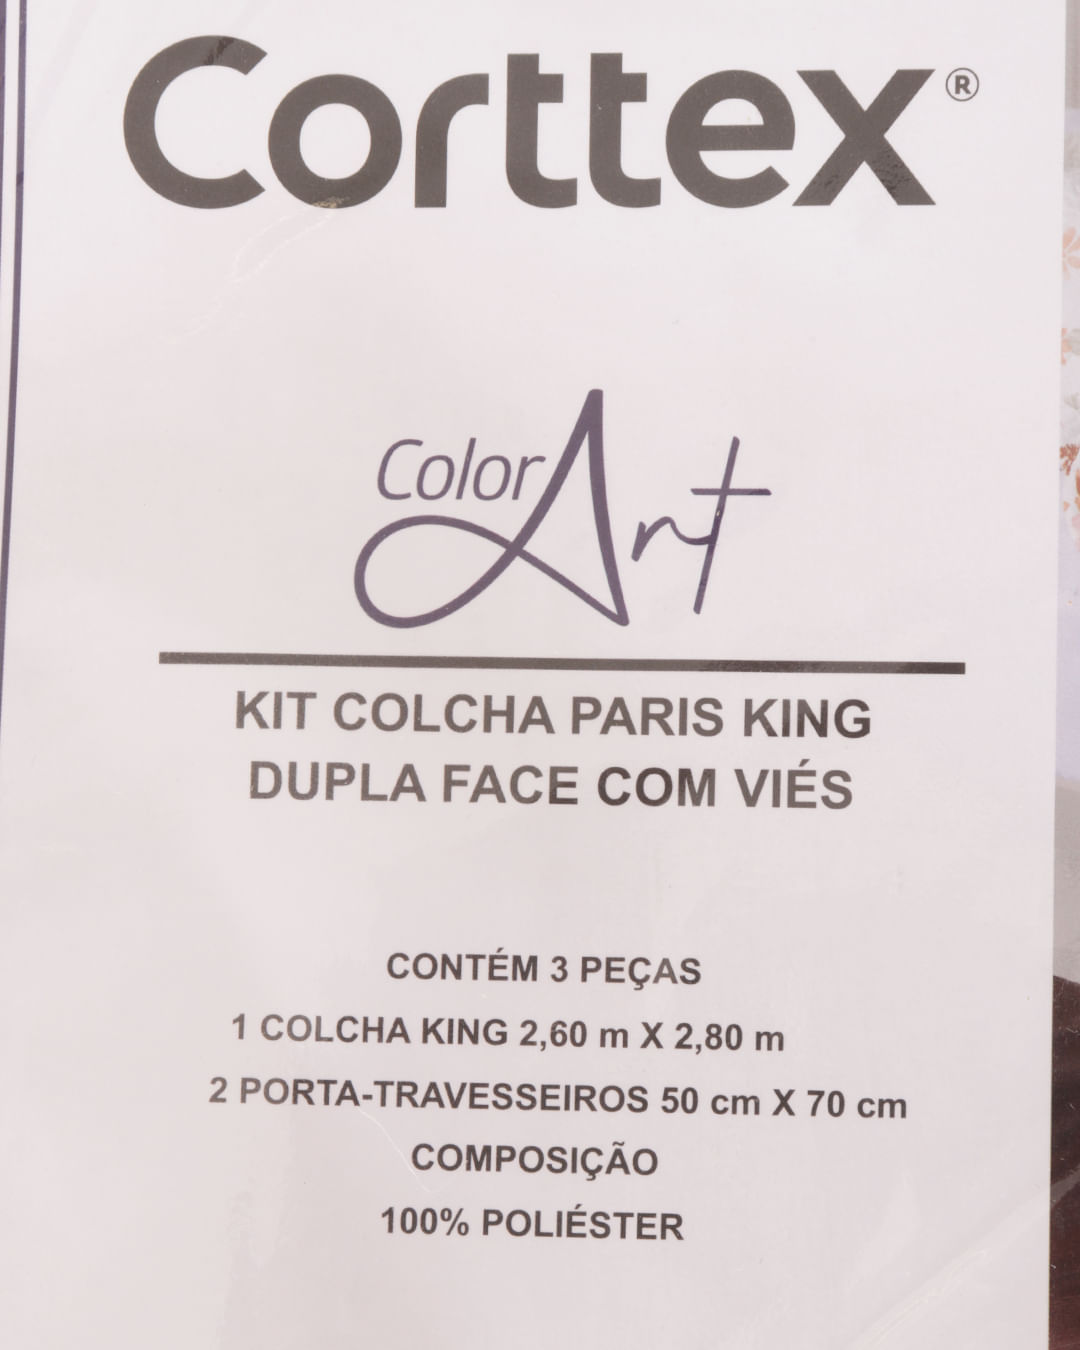 Corttex®
Color Art
KIT COLCHA PARIS KING
DUPLA FACE COM VIÉS
CONTÉM 3 PEÇAS
1 COLCHA KING 2,60 m X 2,80 m
2 PORTA-TRAVESSEIROS 50 cm X 70 cm
COMPOSIÇÃO
100% POLIÉSTER